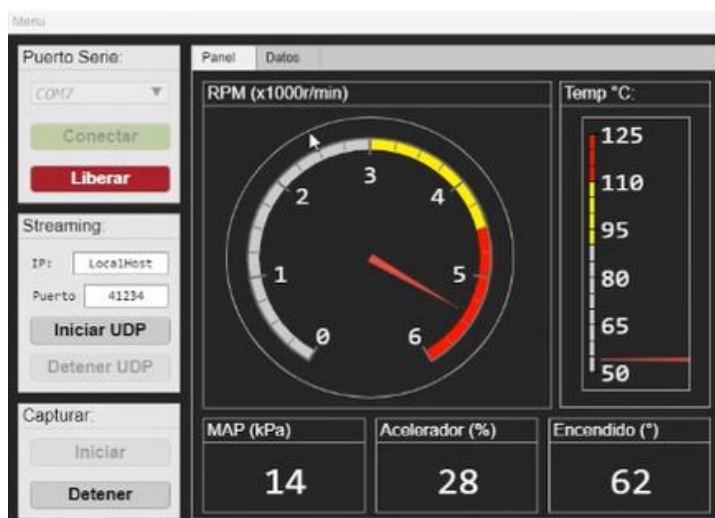 Menu
Puerto Serie:
COM7
Conectar
Liberar
Streaming:
IP: LocalHost
Puerto 41234
Iniciar UDP
Detener UDP
Capturar:
Iniciar
Detener
Panel Datos
RPM (x1000r/min)
0
1
2
3
4
5
6
Temp °C:
125
110
95
80
65
50
MAP (kPa)
14
Acelerador (%)
28
Encendido (°)
62